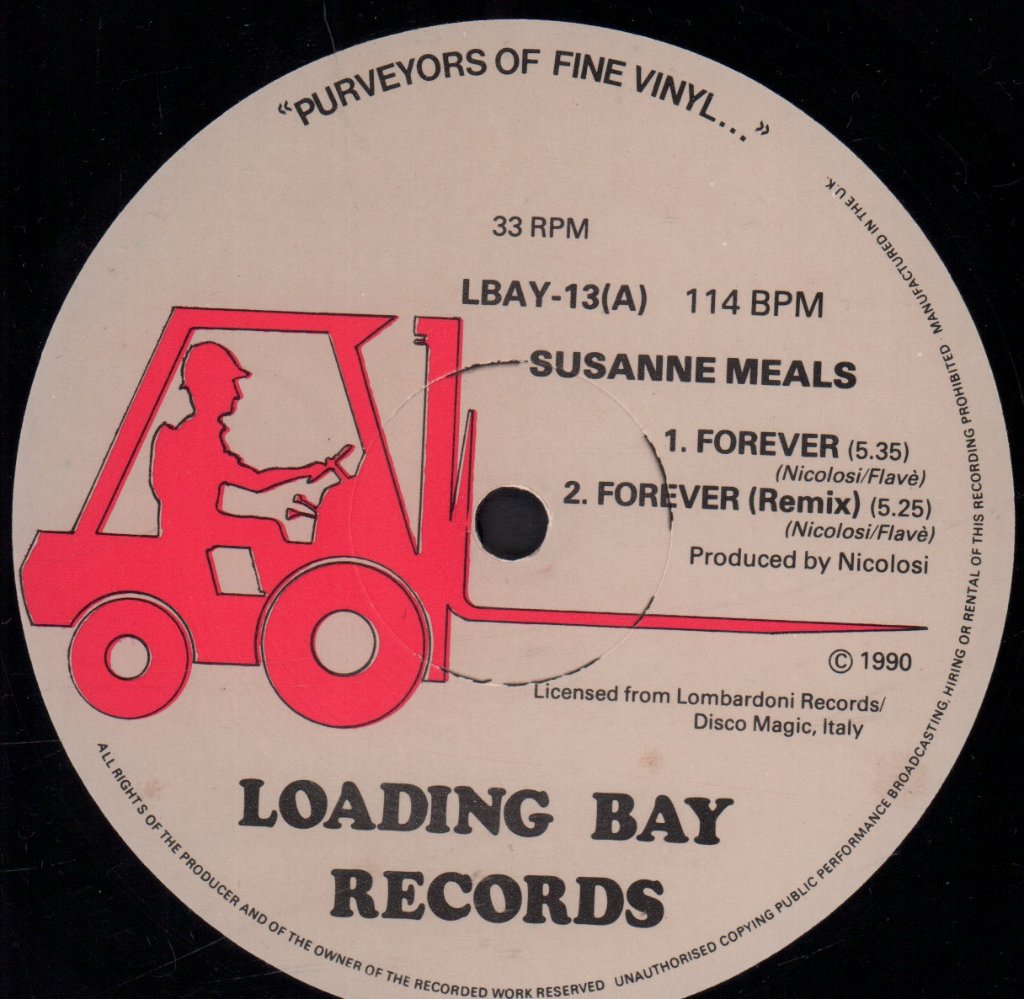 "PURVEYORS OF FINE VINYL..."
33 RPM
LBAY-13(A) 114 BPM
SUSANNE MEALS
1. FOREVER (5.35)
(Nicolosi/Flavè)
2. FOREVER (Remix) (5.25)
(Nicolosi/Flavè)
Produced by Nicolosi
© 1990
Licensed from Lombardoni Records/
Disco Magic, Italy
LOADING BAY
RECORDS
ALL RIGHTS OF THE PRODUCER AND OF THE OWNER OF THE RECORDED WORK RESERVED UNAUTHORISED COPYING PUBLIC PERFORMANCE BROADCASTING, HIRING OR RENTAL OF THIS RECORDING PROHIBITED MANUFACTURED IN THE U.K.